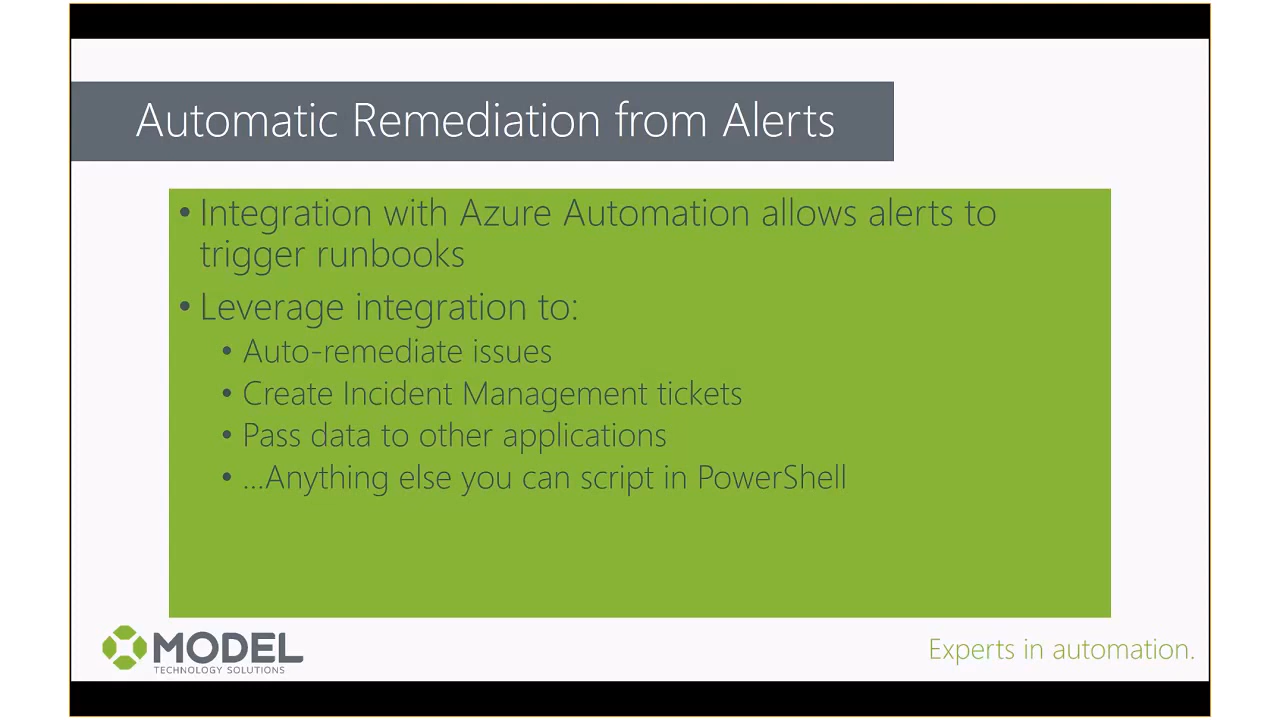 Automatic Remediation from Alerts
• Integration with Azure Automation allows alerts to
trigger runbooks
• Leverage integration to:
• Auto-remediate issues
• Create Incident Management tickets
• Pass data to other applications
• ...Anything else you can script in PowerShell
MODEL
TECHNOLOGY SOLUTIONS
Experts in automation.